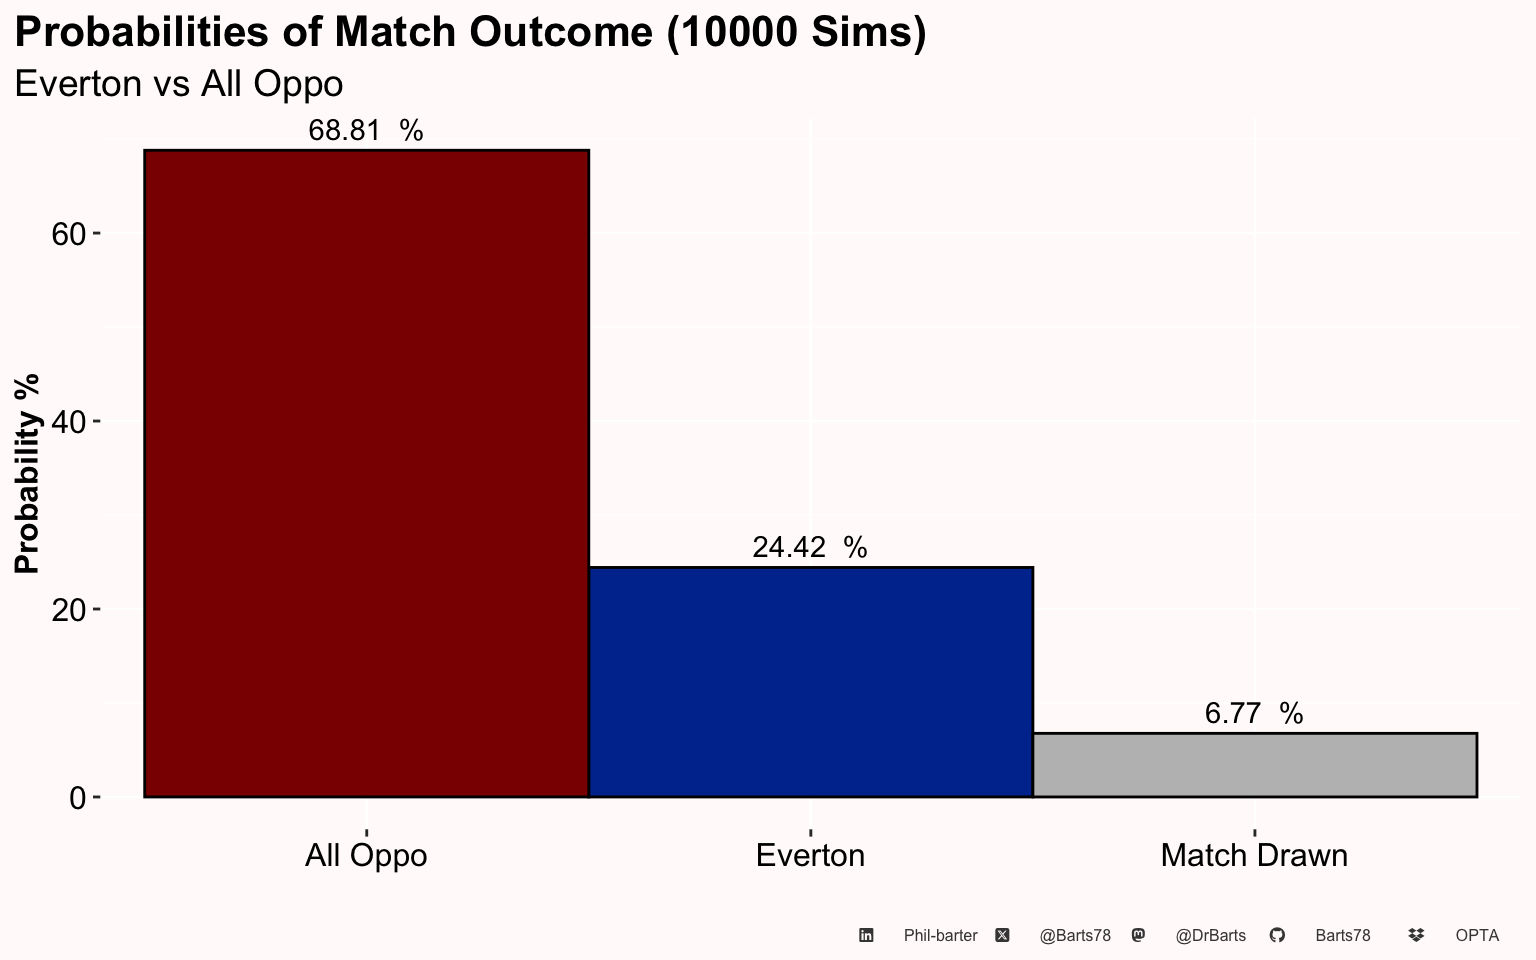 Probabilities of Match Outcome (10000 Sims)
Everton vs All Oppo
68.81 %
60
Probability %
40
24.42 %
20
6.77 %
0
All Oppo Everton Match Drawn
Phil-barter @Barts78 @DrBarts Barts78 OPTA